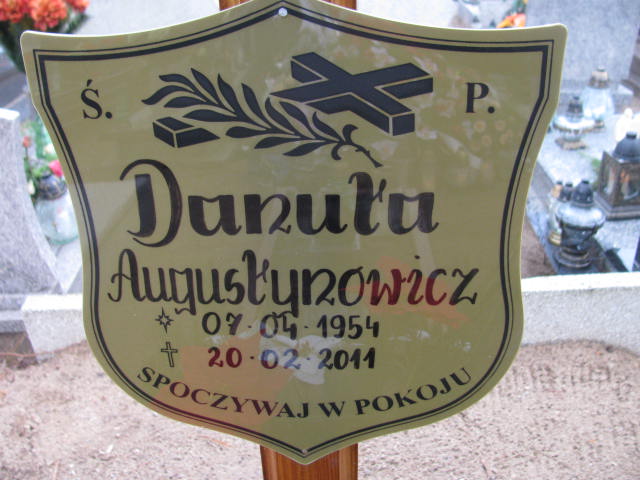 Ś. P.
Danuta
Augustynowicz
07·04·1954
20·02·2011
SPOCZYWAJ W POKOJU